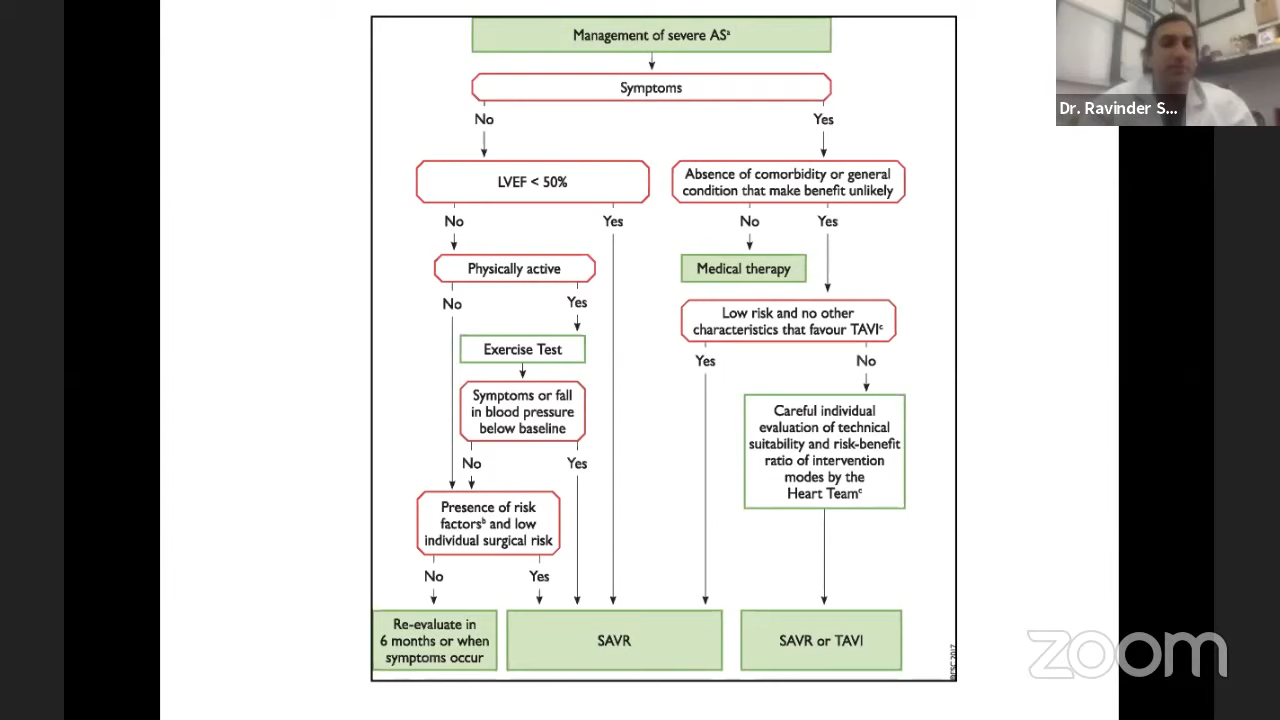 Management of severe ASᵃ
Dr. Ravinder S...
Symptoms
No
Yes
LVEF < 50%
Absence of comorbidity or general
condition that make benefit unlikely
No
Yes
No
Yes
Physically active
Medical therapy
No
Yes
Low risk and no other
characteristics that favour TAVIᶜ
Exercise Test
Yes
No
Symptoms or fall
in blood pressure
below baseline
Careful individual
evaluation of technical
suitability and risk-benefit
ratio of intervention
modes by the
Heart Teamᶜ
No
Yes
Presence of risk
factorsᵇ and low
individual surgical risk
No
Yes
Re-evaluate in
6 months or when
symptoms occur
SAVR
SAVR or TAVI
©ESC 2017
zoom